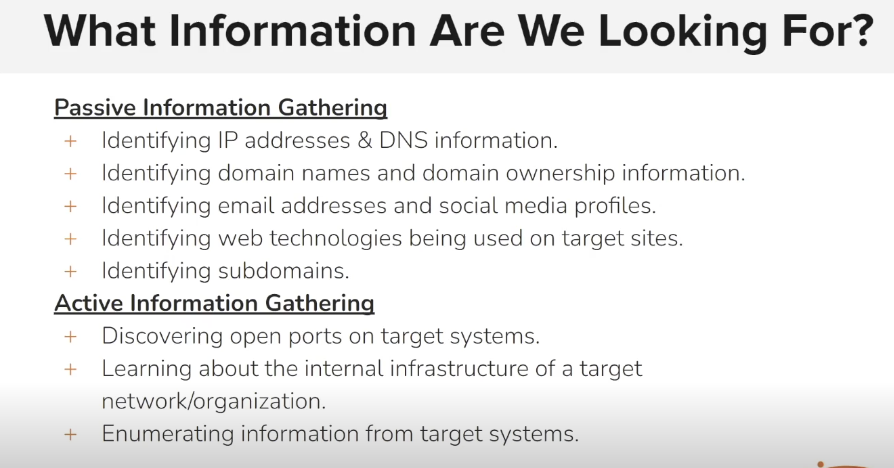 What Information Are We Looking For?
Passive Information Gathering
+ Identifying IP addresses & DNS information.
+ Identifying domain names and domain ownership information.
+ Identifying email addresses and social media profiles.
+ Identifying web technologies being used on target sites.
+ Identifying subdomains.
Active Information Gathering
+ Discovering open ports on target systems.
+ Learning about the internal infrastructure of a target
network/organization.
+ Enumerating information from target systems.